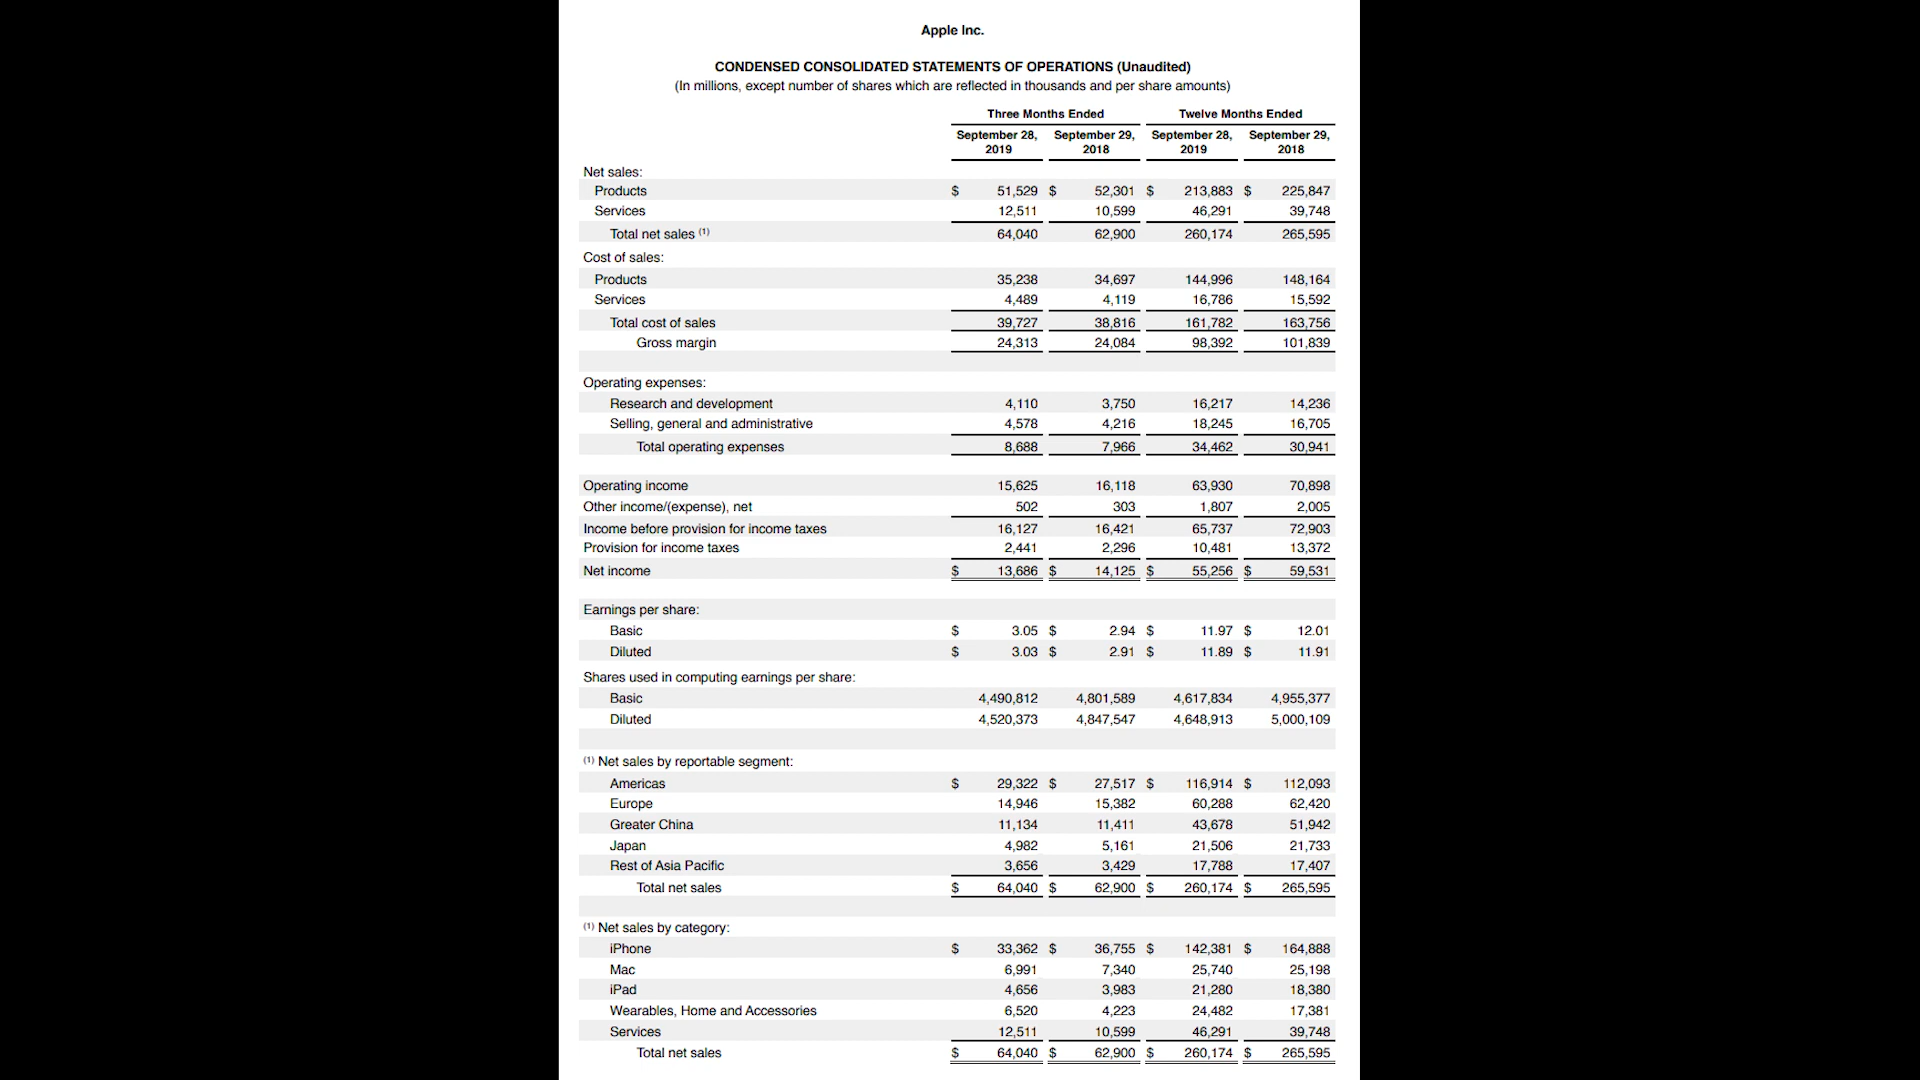 Apple Inc.
CONDENSED CONSOLIDATED STATEMENTS OF OPERATIONS (Unaudited)
(In millions, except number of shares which are reflected in thousands and per share amounts)
Three Months Ended Twelve Months Ended
September 28, 2019 September 29, 2018 September 28, 2019 September 29, 2018
Net sales:
Products $ 51,529 $ 52,301 $ 213,883 $ 225,847
Services 12,511 10,599 46,291 39,748
Total net sales (1) 64,040 62,900 260,174 265,595
Cost of sales:
Products 35,238 34,697 144,996 148,164
Services 4,489 4,119 16,786 15,592
Total cost of sales 39,727 38,816 161,782 163,756
Gross margin 24,313 24,084 98,392 101,839
Operating expenses:
Research and development 4,110 3,750 16,217 14,236
Selling, general and administrative 4,578 4,216 18,245 16,705
Total operating expenses 8,688 7,966 34,462 30,941
Operating income 15,625 16,118 63,930 70,898
Other income/(expense), net 502 303 1,807 2,005
Income before provision for income taxes 16,127 16,421 65,737 72,903
Provision for income taxes 2,441 2,296 10,481 13,372
Net income $ 13,686 $ 14,125 $ 55,256 $ 59,531
Earnings per share:
Basic $ 3.05 $ 2.94 $ 11.97 $ 12.01
Diluted $ 3.03 $ 2.91 $ 11.89 $ 11.91
Shares used in computing earnings per share:
Basic 4,490,812 4,801,589 4,617,834 4,955,377
Diluted 4,520,373 4,847,547 4,648,913 5,000,109
(1) Net sales by reportable segment:
Americas $ 29,322 $ 27,517 $ 116,914 $ 112,093
Europe 14,946 15,382 60,288 62,420
Greater China 11,134 11,411 43,678 51,942
Japan 4,982 5,161 21,506 21,733
Rest of Asia Pacific 3,656 3,429 17,788 17,407
Total net sales $ 64,040 $ 62,900 $ 260,174 $ 265,595
(1) Net sales by category:
iPhone $ 33,362 $ 36,755 $ 142,381 $ 164,888
Mac 6,991 7,340 25,740 25,198
iPad 4,656 3,983 21,280 18,380
Wearables, Home and Accessories 6,520 4,223 24,482 17,381
Services 12,511 10,599 46,291 39,748
Total net sales $ 64,040 $ 62,900 $ 260,174 $ 265,595